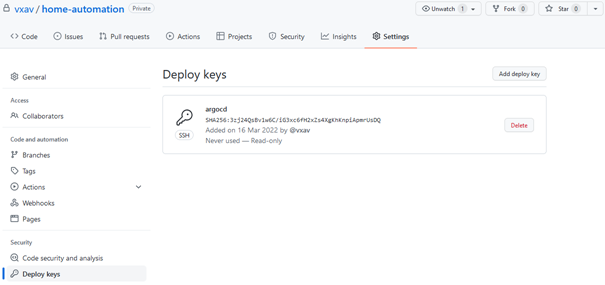 vxav / home-automation Private
Unwatch 1 Fork 0 Star 0
Code Issues Pull requests Actions Projects Security Insights Settings
General
Access
Collaborators
Code and automation
Branches
Tags
Actions
Webhooks
Pages
Security
Code security and analysis
Deploy keys
Deploy keys Add deploy key
argocd
SHA256:3zj24QsBv1w6C/iG3xc6fH2xZs4XgKhKnpiApmrUsDQ
SSH
Added on 16 Mar 2022 by @vxav
Never used — Read-only
Delete